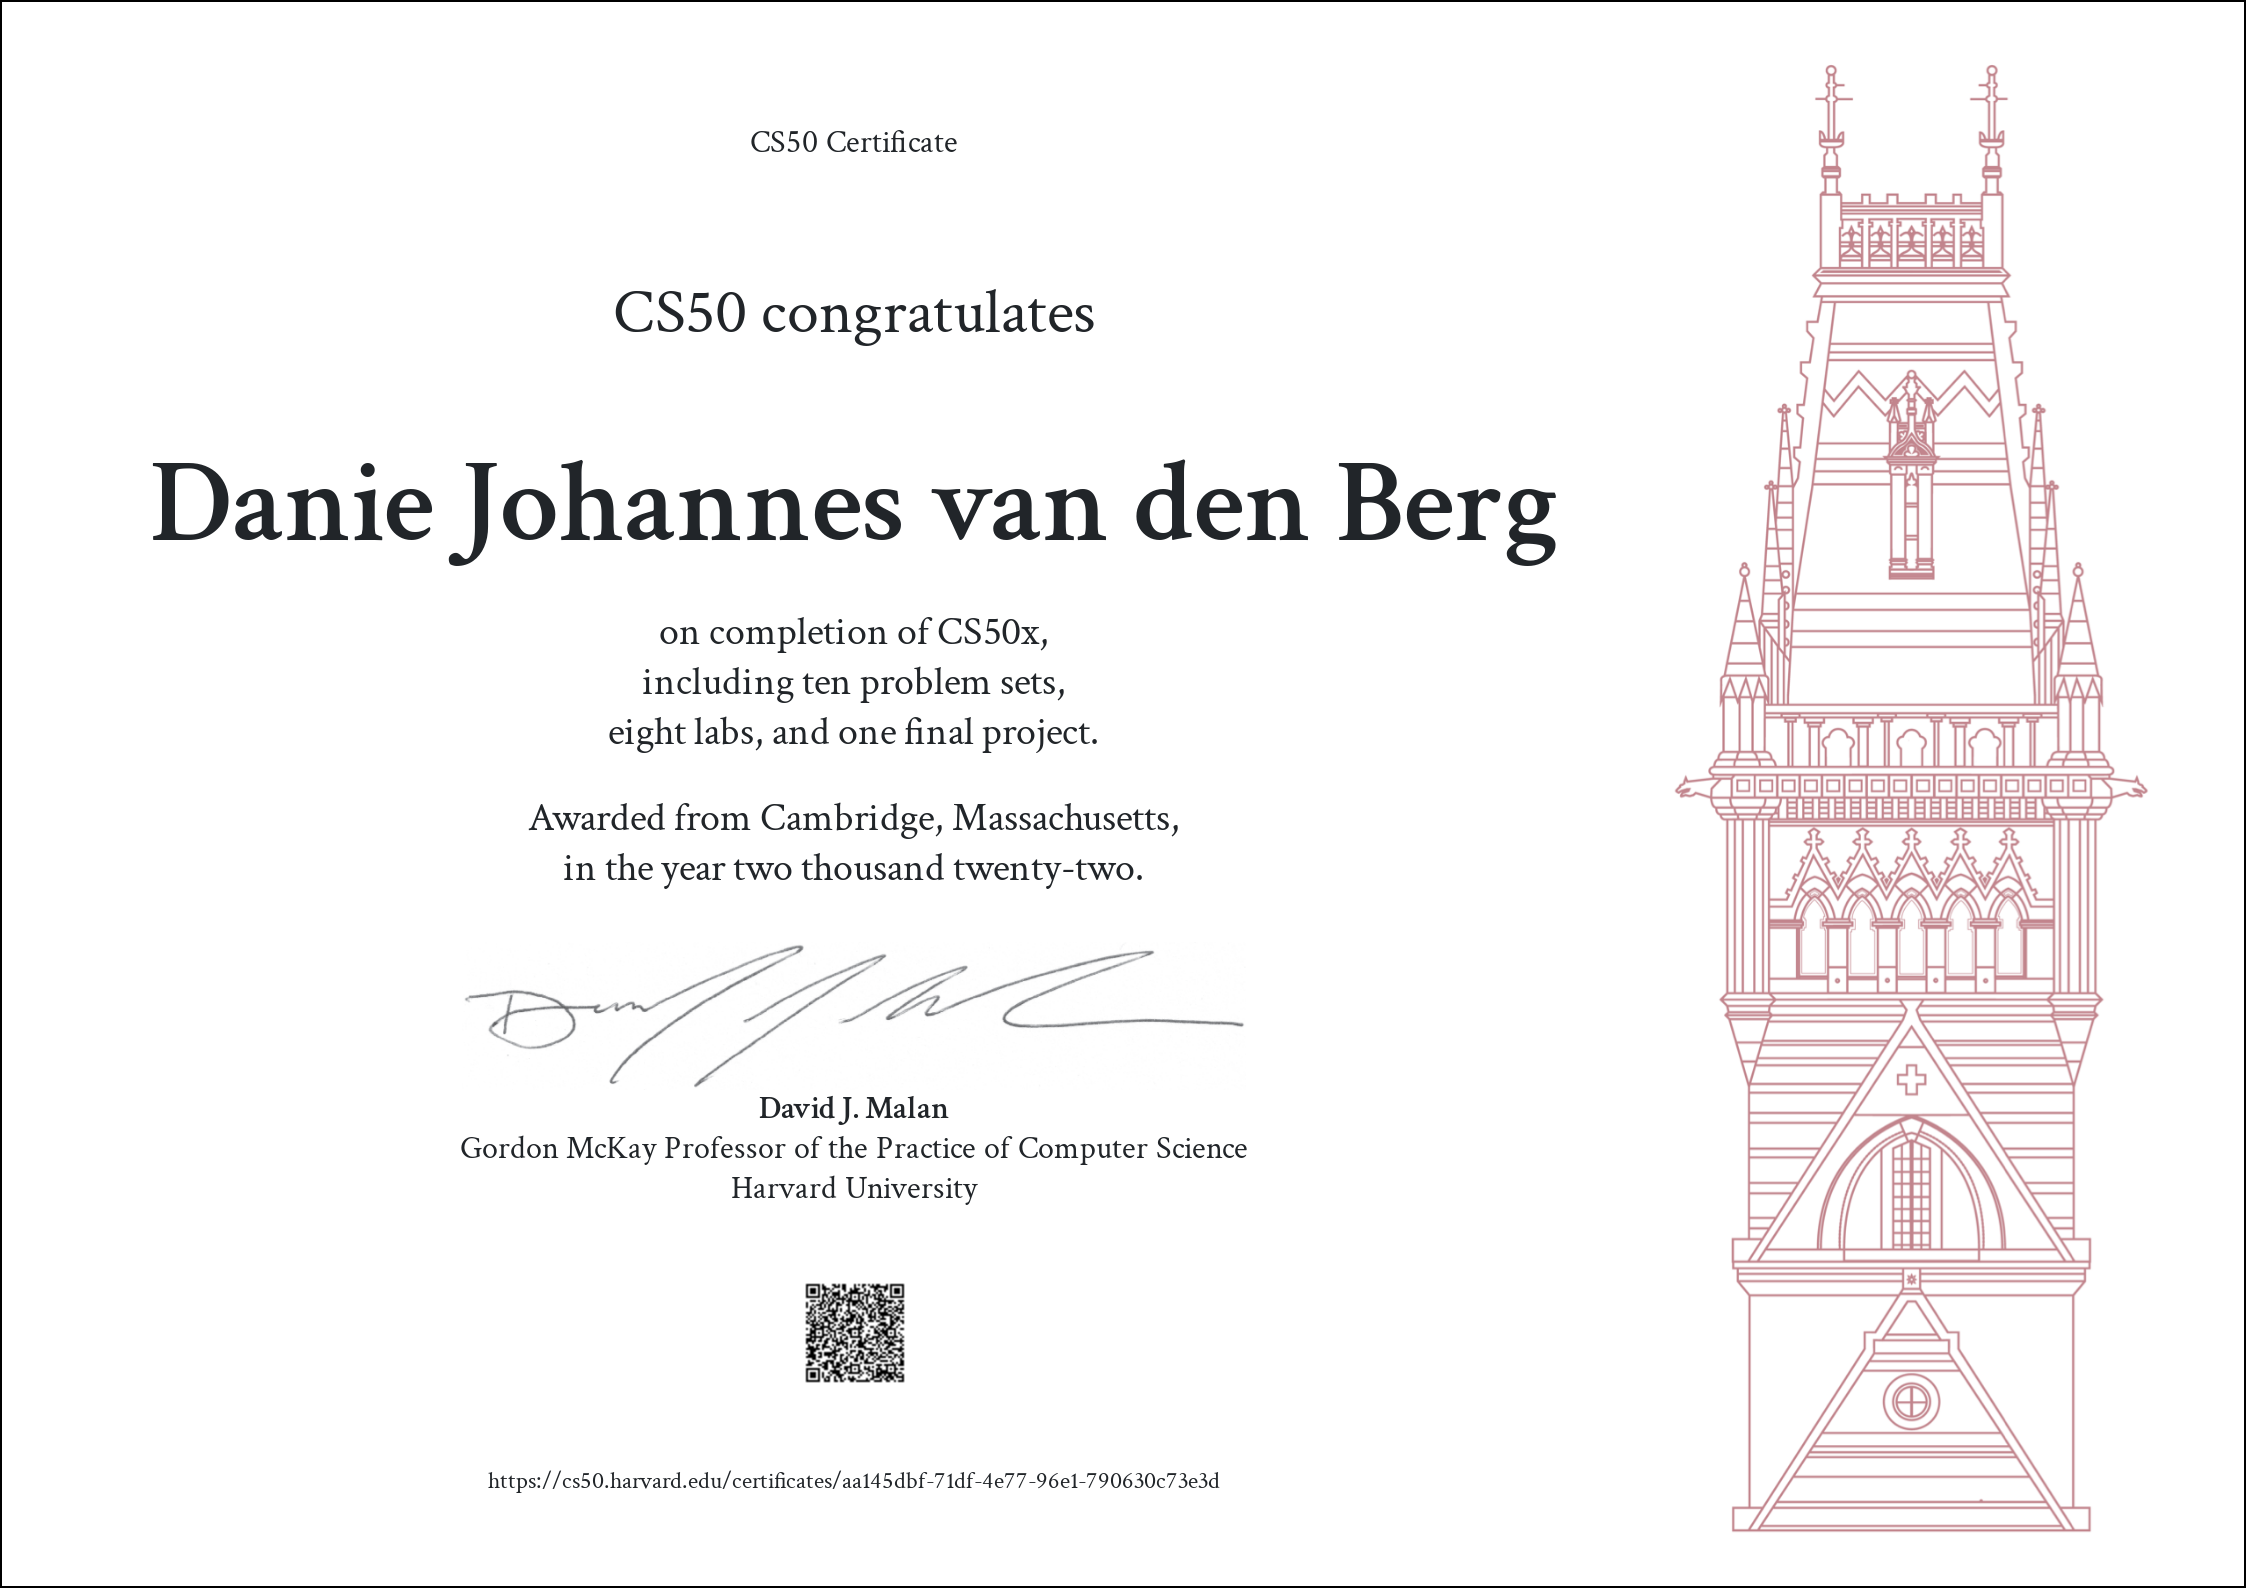 CS50 Certificate
CS50 congratulates
Danie Johannes van den Berg
on completion of CS50x,
including ten problem sets,
eight labs, and one final project.
Awarded from Cambridge, Massachusetts,
in the year two thousand twenty-two.
David J. Malan
Gordon McKay Professor of the Practice of Computer Science
Harvard University
https://cs50.harvard.edu/certificates/aa145dbf-71df-4e77-96e1-790630c73e3d